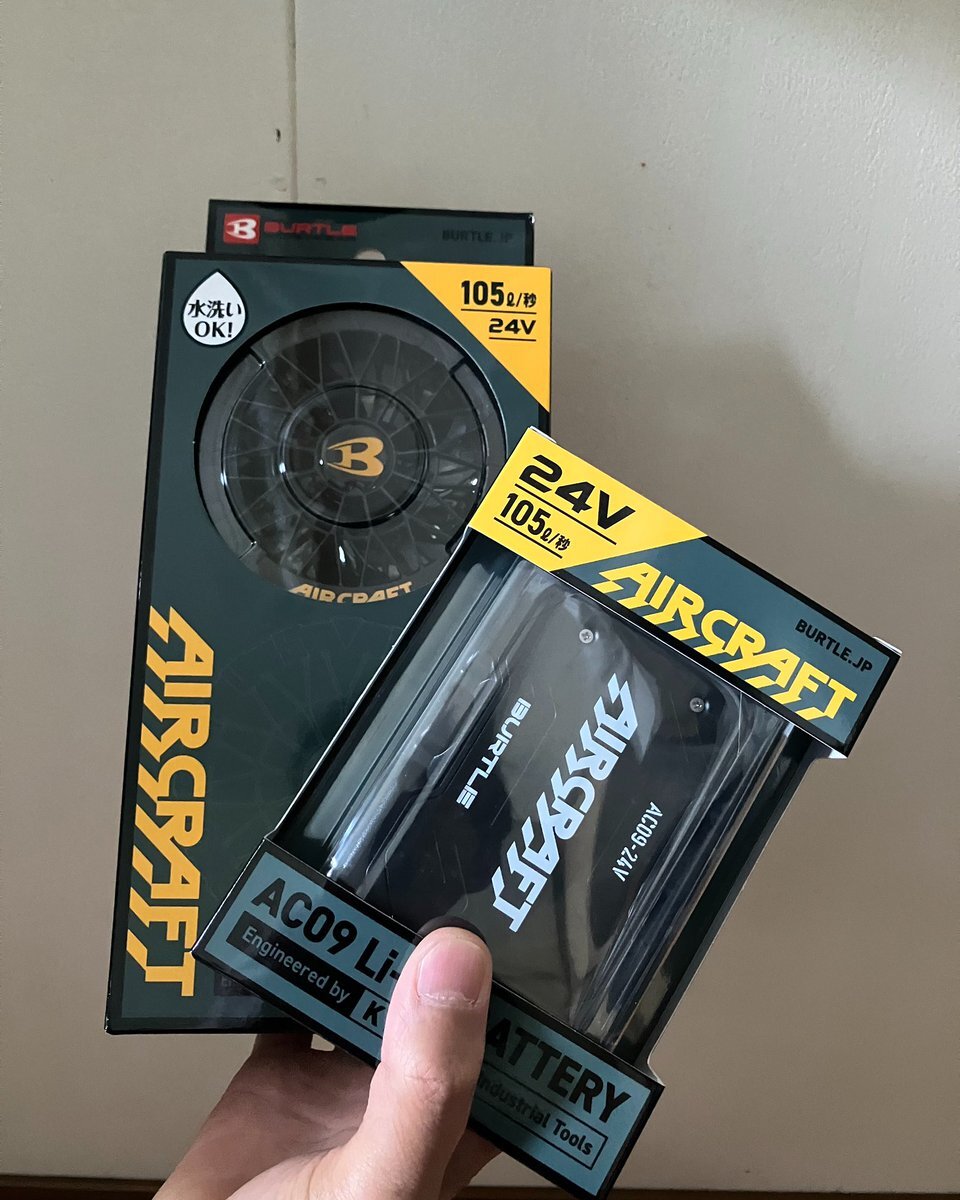 BURTLE
BURTLE.JP
水洗い
OK!
105ℓ/秒
24V
B
AIRCRAFT
AIRCRAFT
24V
105ℓ/秒
AIRCRAFT
BURTLE.JP
BURTLE
AIRCRAFT
AC09-24V
AC09 Li-
ATTERY
Engineered by K
Industrial Tools